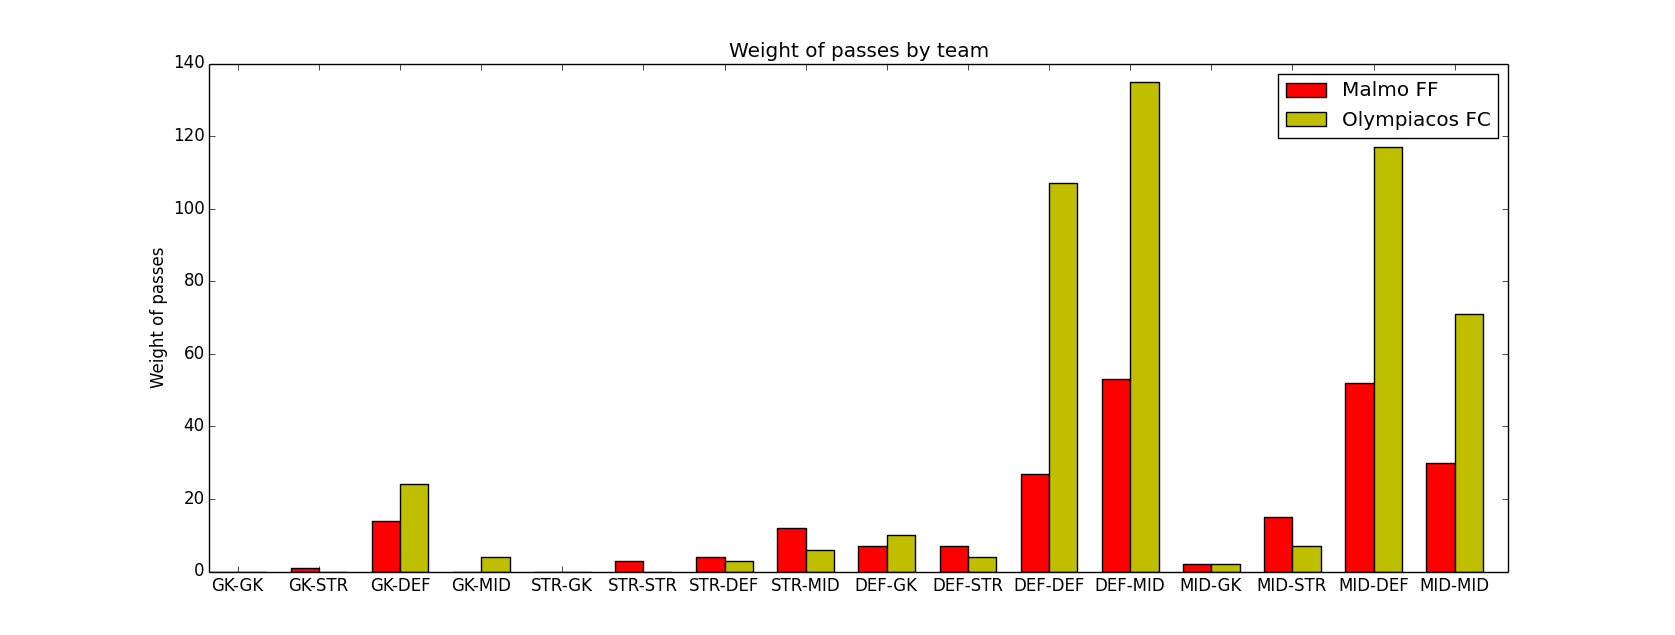 Weight of passes by team
Malmo FF
Olympiacos FC
Weight of passes
140
120
100
80
60
40
20
0
GK-GK GK-STR GK-DEF GK-MID STR-GK STR-STR STR-DEF STR-MID DEF-GK DEF-STR DEF-DEF DEF-MID MID-GK MID-STR MID-DEF MID-MID